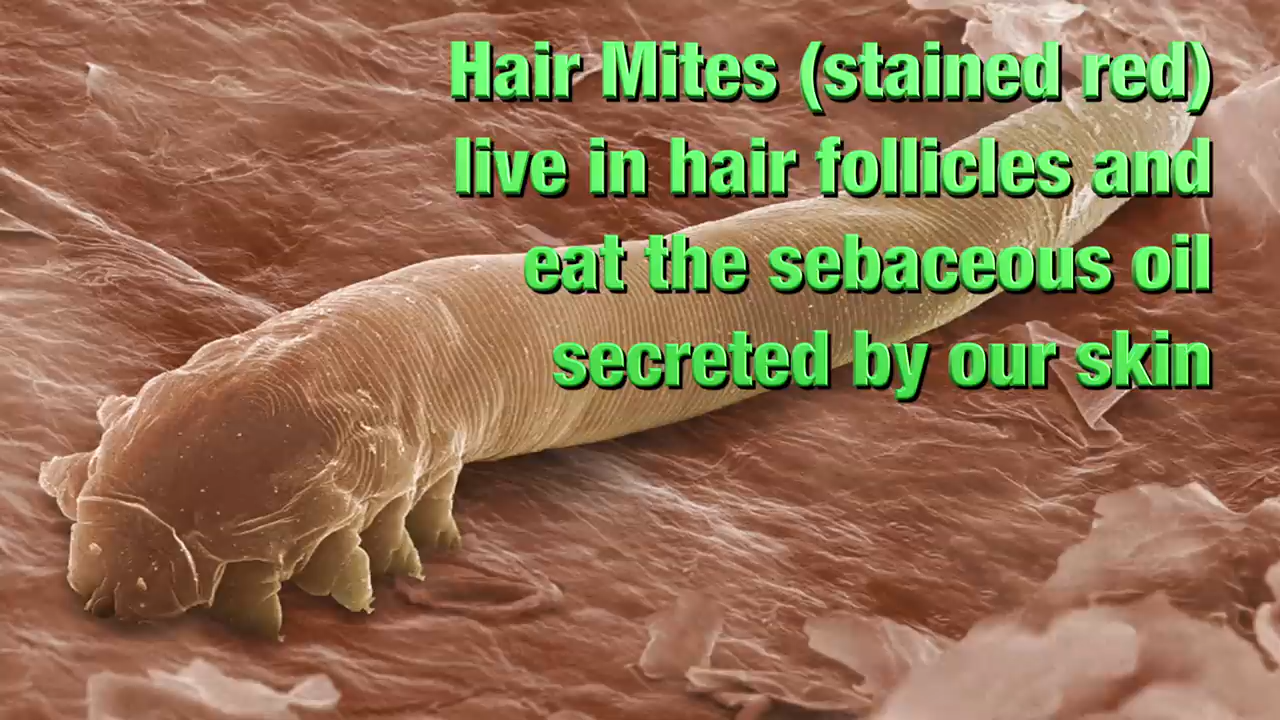 Hair Mites (stained red)
live in hair follicles and
eat the sebaceous oil
secreted by our skin